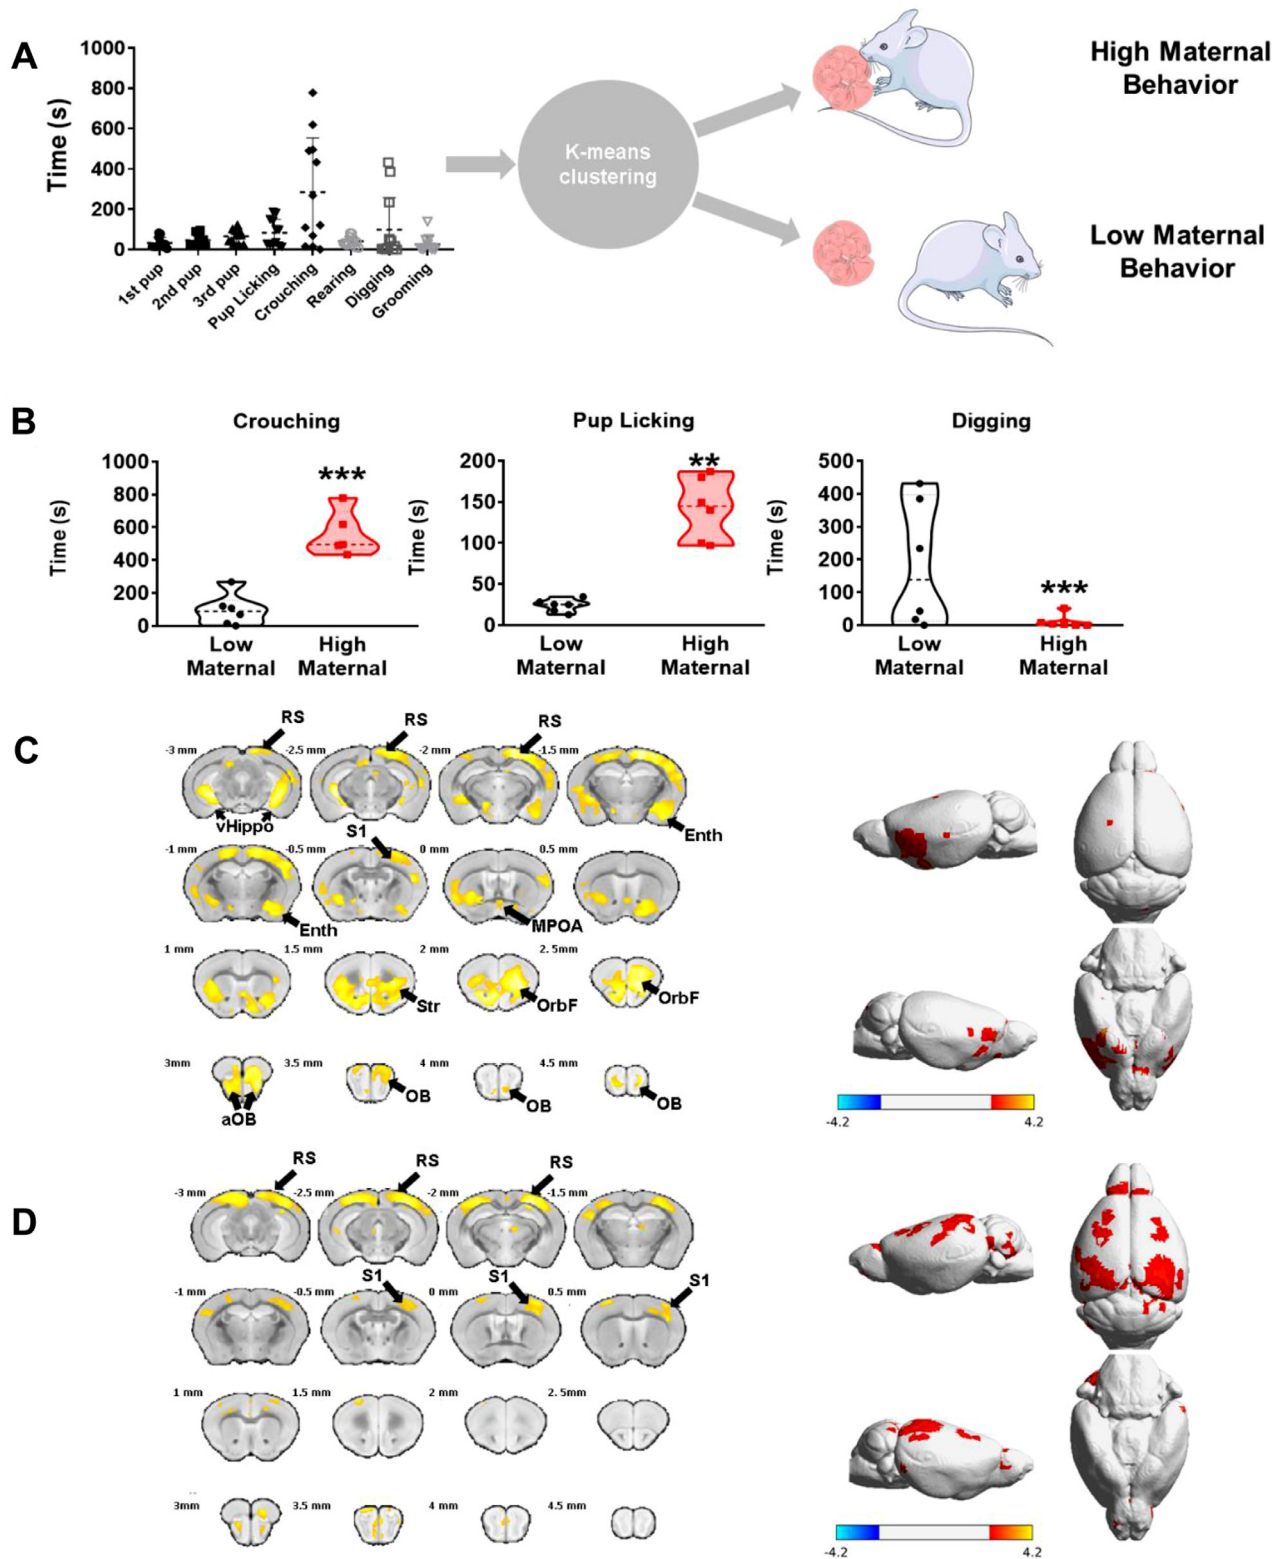 A
1000
800
600
400
200
0
Time (s)
1st pup
2nd pup
3rd pup
Pup Licking
Crouching
Rearing
Digging
Grooming
K-means
clustering
High Maternal
Behavior
Low Maternal
Behavior
B
Crouching
1000
800
600
400
200
0
Time (s)
***
Low
Maternal
High
Maternal
Pup Licking
200
150
100
50
0
Time (s)
**
Low
Maternal
High
Maternal
Digging
500
400
300
200
100
0
Time (s)
***
Low
Maternal
High
Maternal
C
RS
RS
RS
-3 mm
-2.5 mm
-2 mm
-1.5 mm
vHippo
S1
Enth
-1 mm
-0.5 mm
0 mm
0.5 mm
Enth
MPOA
1 mm
1.5 mm
2 mm
2.5mm
Str
OrbF
OrbF
3mm
3.5 mm
4 mm
4.5 mm
aOB
OB
OB
OB
-4.2
4.2
D
RS
RS
RS
-3 mm
-2.5 mm
-2 mm
-1.5 mm
S1
S1
S1
-1 mm
-0.5 mm
0 mm
0.5 mm
1 mm
1.5 mm
2 mm
2.5mm
3mm
3.5 mm
4 mm
4.5 mm
-4.2
4.2